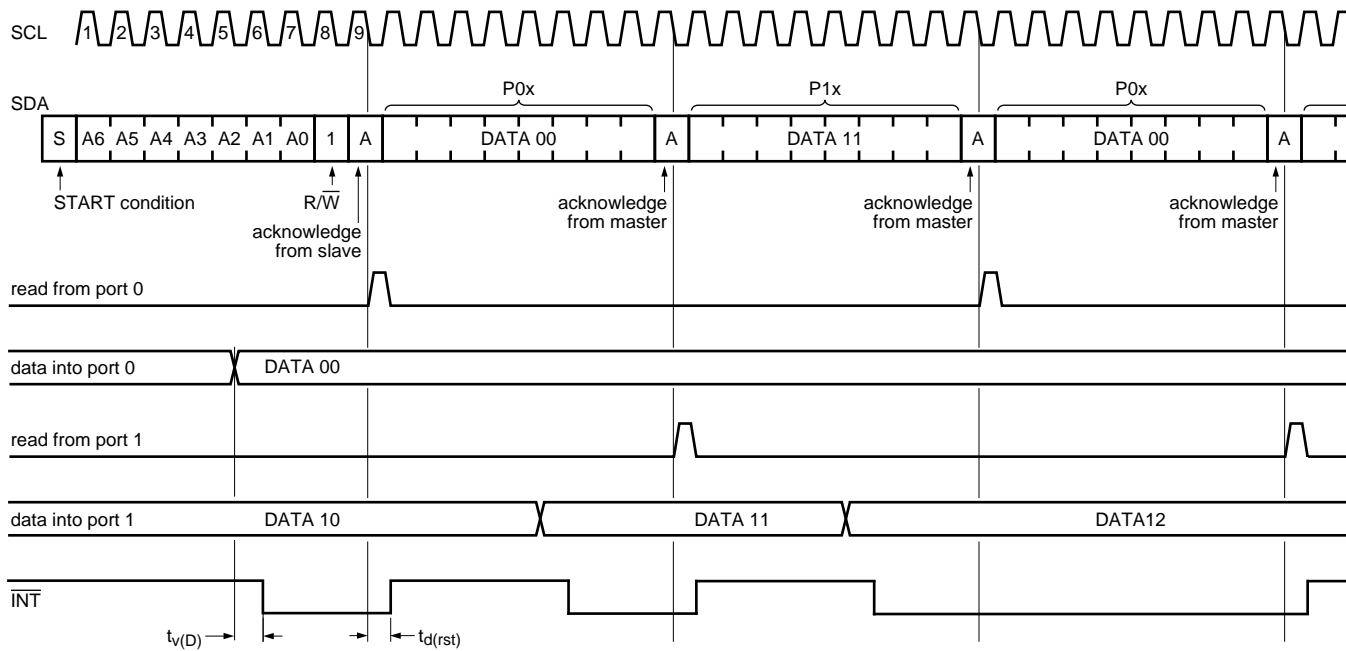 SCL 1 2 3 4 5 6 7 8 9
P0x P1x P0x
SDA
S A6 A5 A4 A3 A2 A1 A0 1 A DATA 00 A DATA 11 A DATA 00 A
START condition R/W acknowledge from slave
acknowledge from master
acknowledge from master
acknowledge from master
read from port 0
data into port 0 DATA 00
read from port 1
data into port 1 DATA 10 DATA 11 DATA12
INT
tv(D) td(rst)